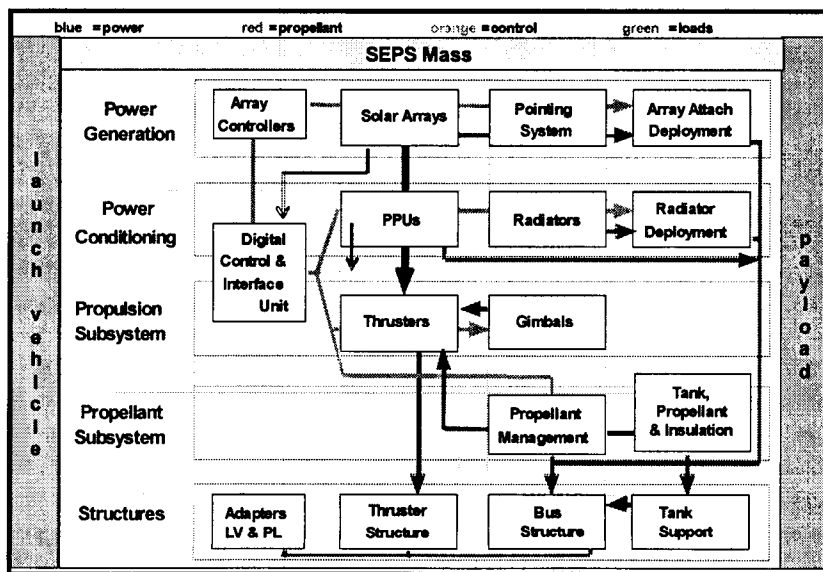 blue =power red =propellant orange =control green =loads
SEPS Mass
launch vehicle
payload
Power
Generation
Array
Controllers
Solar Arrays
Pointing
System
Array Attach
Deployment
Power
Conditioning
Digital
Control &
Interface
Unit
PPUs
Radiators
Radiator
Deployment
Propulsion
Subsystem
Thrusters
Gimbals
Propellant
Subsystem
Propellant
Management
Tank,
Propellant
& Insulation
Structures
Adapters
LV & PL
Thruster
Structure
Bus
Structure
Tank
Support